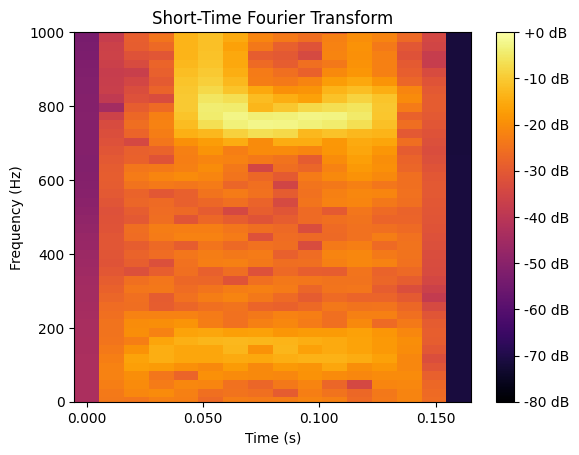 Short-Time Fourier Transform
1000
800
600
400
200
0
Frequency (Hz)
0.000
0.050
0.100
0.150
Time (s)
+0 dB
-10 dB
-20 dB
-30 dB
-40 dB
-50 dB
-60 dB
-70 dB
-80 dB